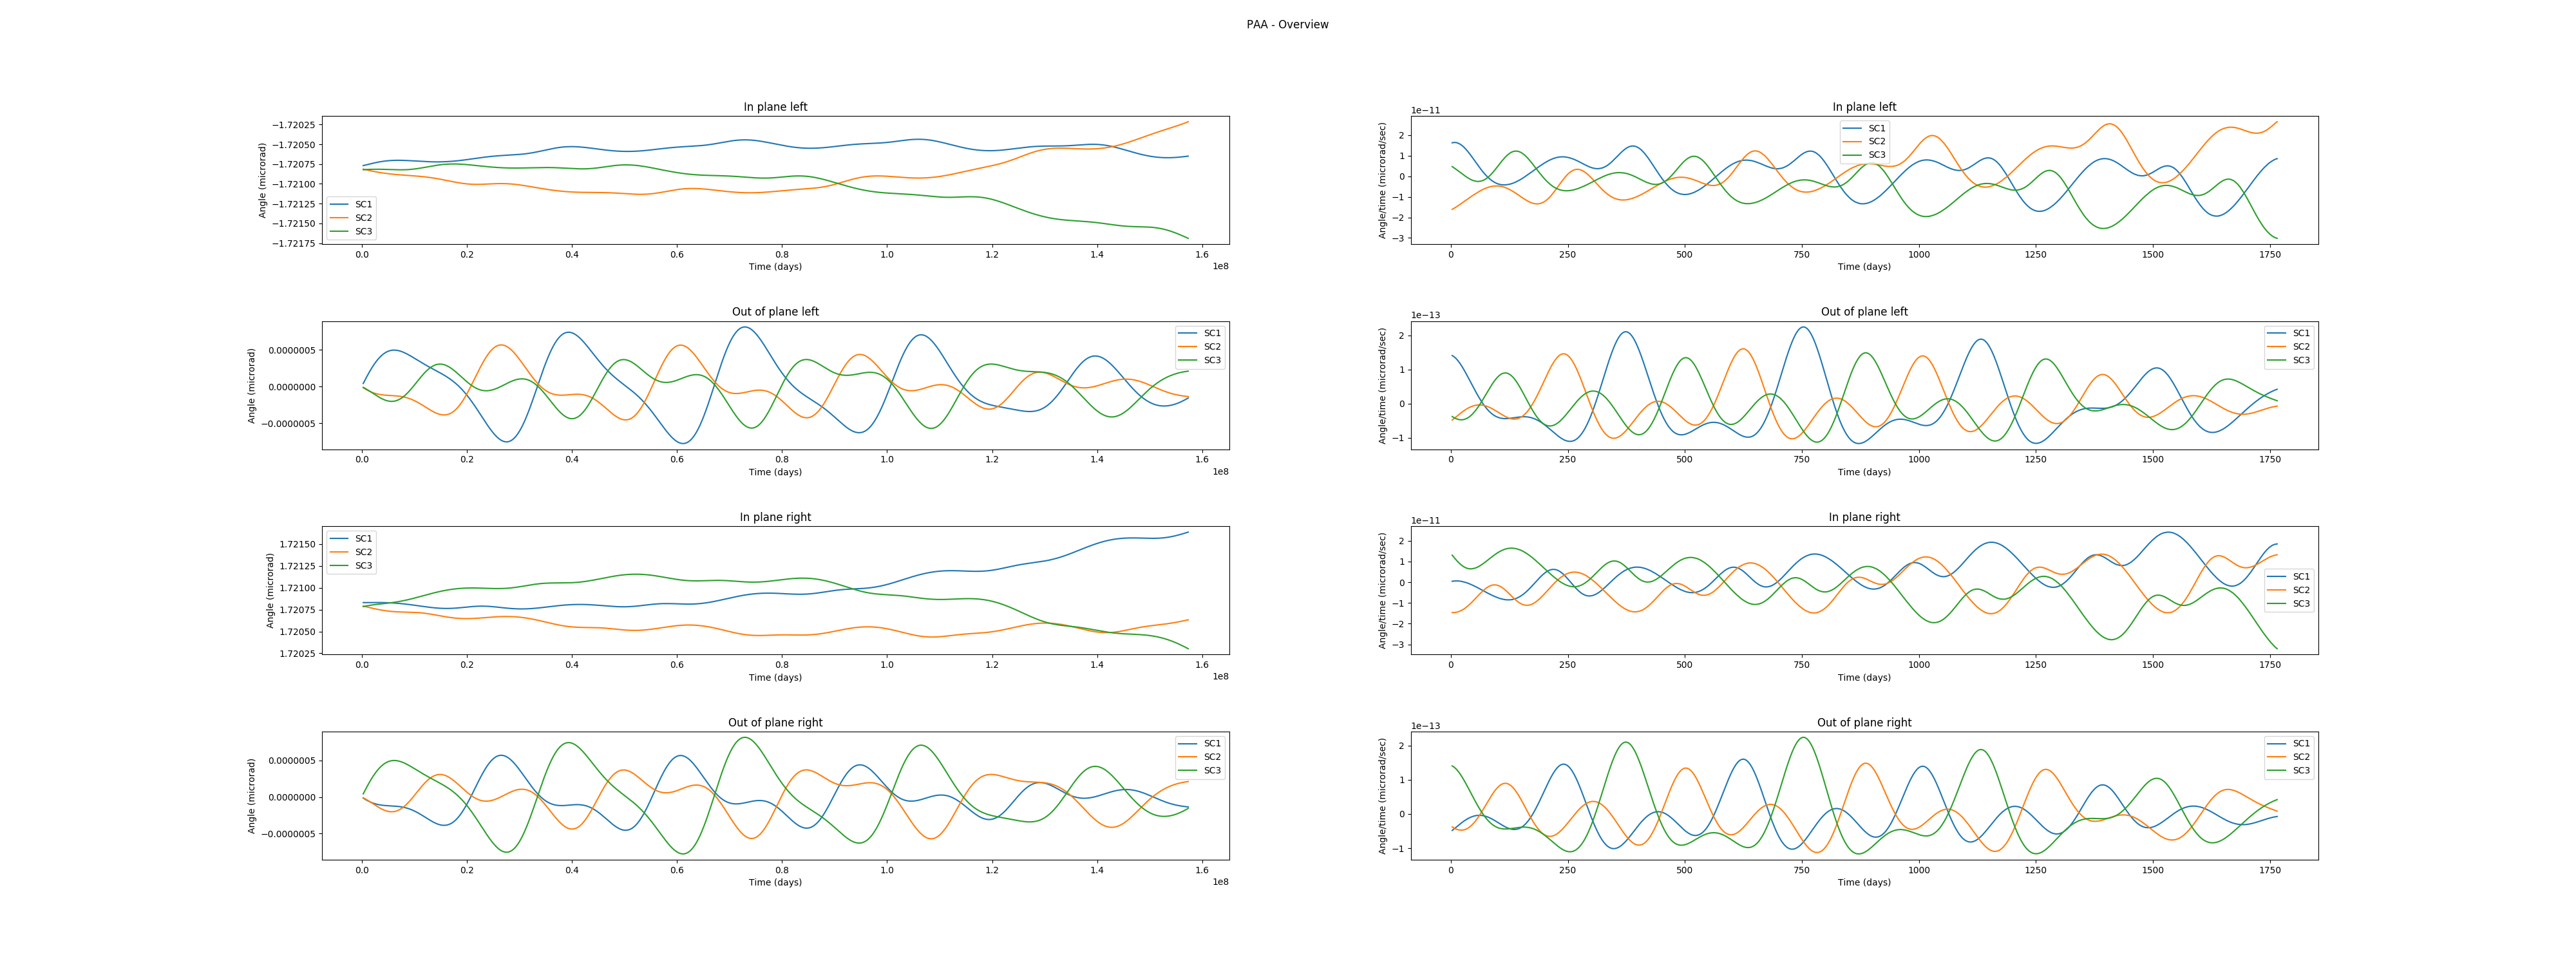 PAA - Overview
In plane left
Angle (microrad)
−1.72025
−1.72050
−1.72075
−1.72100
−1.72125
−1.72150
−1.72175
SC1
SC2
SC3
0.0 0.2 0.4 0.6 0.8 1.0 1.2 1.4 1.6
1e8
Time (days)
In plane left
1e−11
Angle/time (microrad/sec)
2
1
0
−1
−2
−3
SC1
SC2
SC3
0 250 500 750 1000 1250 1500 1750
Time (days)
Out of plane left
Angle (microrad)
0.0000005
0.0000000
−0.0000005
SC1
SC2
SC3
0.0 0.2 0.4 0.6 0.8 1.0 1.2 1.4 1.6
1e8
Time (days)
Out of plane left
1e−13
Angle/time (microrad/sec)
2
1
0
−1
SC1
SC2
SC3
0 250 500 750 1000 1250 1500 1750
Time (days)
In plane right
Angle (microrad)
1.72150
1.72125
1.72100
1.72075
1.72050
1.72025
SC1
SC2
SC3
0.0 0.2 0.4 0.6 0.8 1.0 1.2 1.4 1.6
1e8
Time (days)
In plane right
1e−11
Angle/time (microrad/sec)
2
1
0
−1
−2
−3
SC1
SC2
SC3
0 250 500 750 1000 1250 1500 1750
Time (days)
Out of plane right
Angle (microrad)
0.0000005
0.0000000
−0.0000005
SC1
SC2
SC3
0.0 0.2 0.4 0.6 0.8 1.0 1.2 1.4 1.6
1e8
Time (days)
Out of plane right
1e−13
Angle/time (microrad/sec)
2
1
0
−1
SC1
SC2
SC3
0 250 500 750 1000 1250 1500 1750
Time (days)